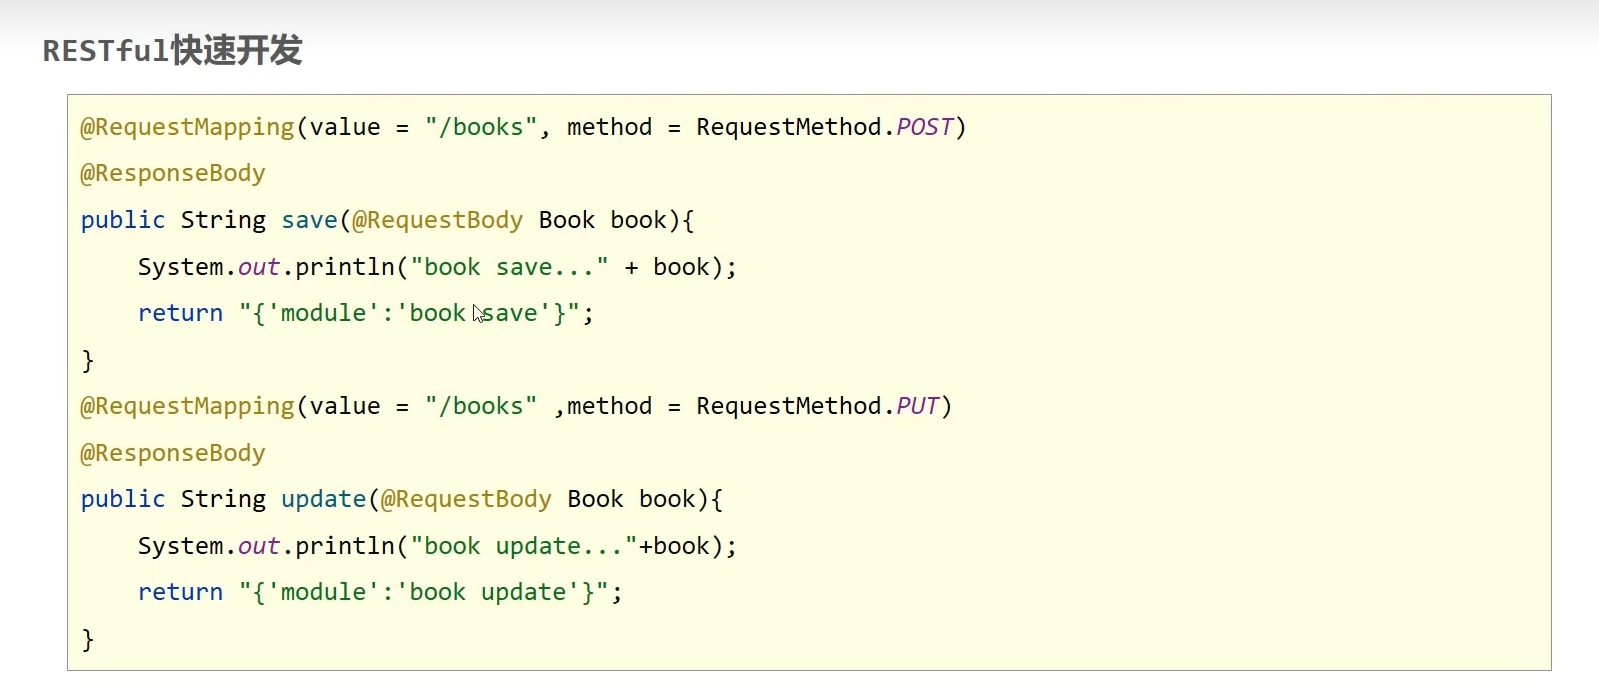 RESTful快速开发
@RequestMapping(value = "/books", method = RequestMethod.POST)
@ResponseBody
public String save(@RequestBody Book book){
    System.out.println("book save..." + book);
    return "{'module':'book save'}";
}
@RequestMapping(value = "/books" ,method = RequestMethod.PUT)
@ResponseBody
public String update(@RequestBody Book book){
    System.out.println("book update..."+book);
    return "{'module':'book update'}";
}